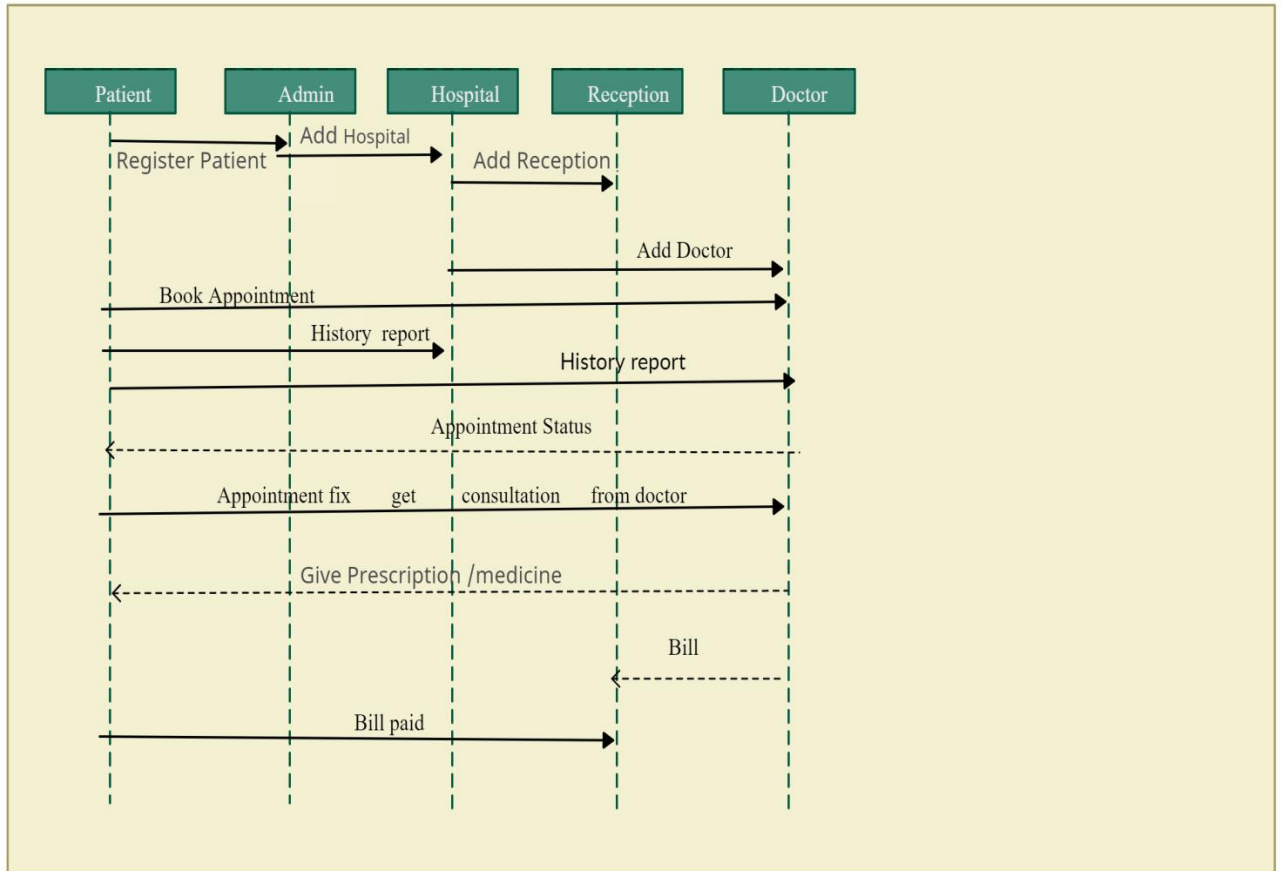 Patient
Admin
Hospital
Reception
Doctor
Add Hospital
Register Patient
Add Reception
Add Doctor
Book Appointment
History report
History report
Appointment Status
Appointment fix get consultation from doctor
Give Prescription /medicine
Bill
Bill paid